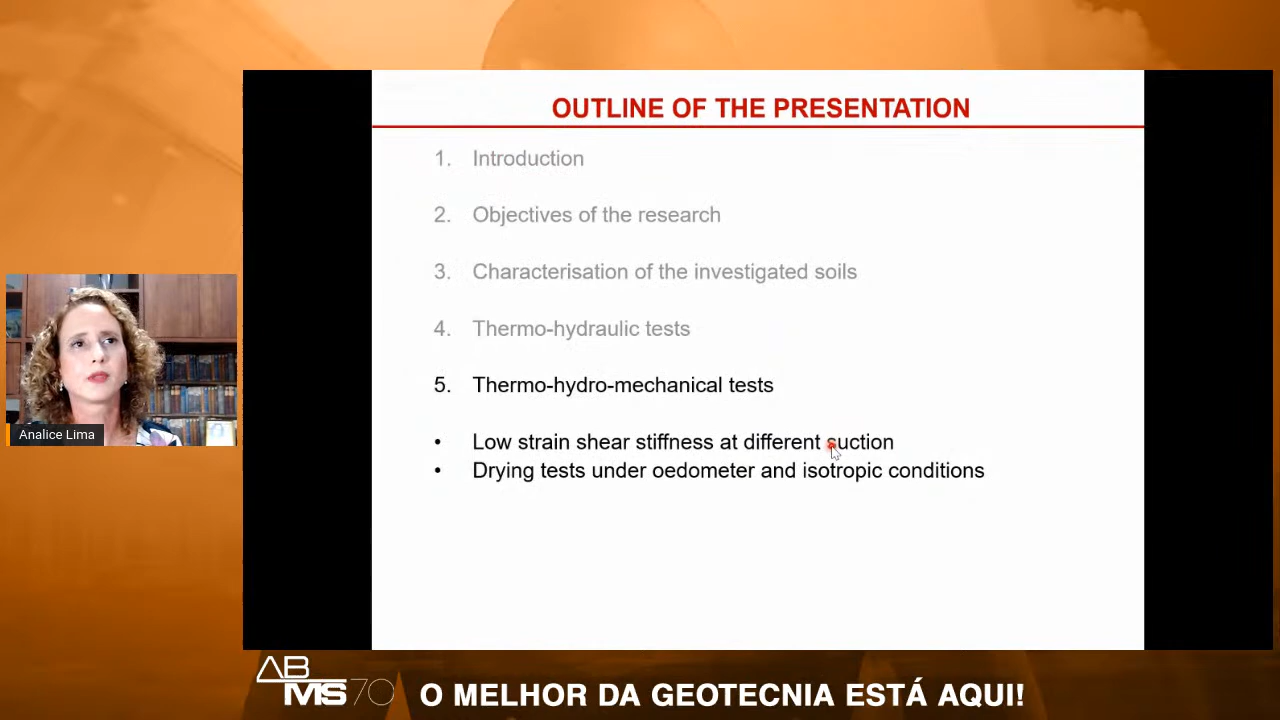 OUTLINE OF THE PRESENTATION
1. Introduction
2. Objectives of the research
3. Characterisation of the investigated soils
4. Thermo-hydraulic tests
5. Thermo-hydro-mechanical tests
• Low strain shear stiffness at different suction
• Drying tests under oedometer and isotropic conditions
Analice Lima
ABMS70
O MELHOR DA GEOTECNIA ESTÁ AQUI!